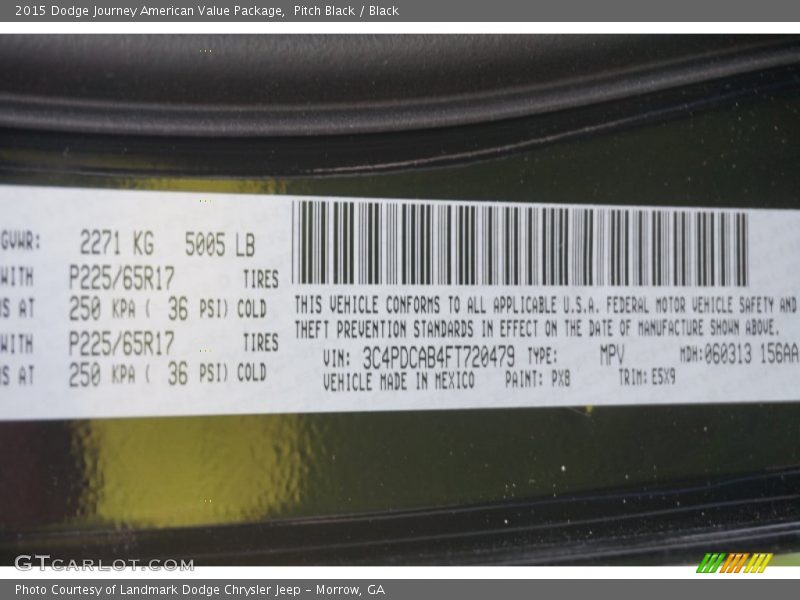 2015 Dodge Journey American Value Package, Pitch Black / Black
GVWR: 2271 KG 5005 LB
WITH P225/65R17 TIRES
AT 250 KPA ( 36 PSI) COLD
WITH P225/65R17 TIRES
AT 250 KPA ( 36 PSI) COLD
THIS VEHICLE CONFORMS TO ALL APPLICABLE U.S.A. FEDERAL MOTOR VEHICLE SAFETY AND
THEFT PREVENTION STANDARDS IN EFFECT ON THE DATE OF MANUFACTURE SHOWN ABOVE.
VIN: 3C4PDCAB4FT720479 TYPE: MPV MDH:060313 156AA
VEHICLE MADE IN MEXICO PAINT: PX8 TRIM: E5X9
GTCARLOT.COM
Photo Courtesy of Landmark Dodge Chrysler Jeep – Morrow, GA